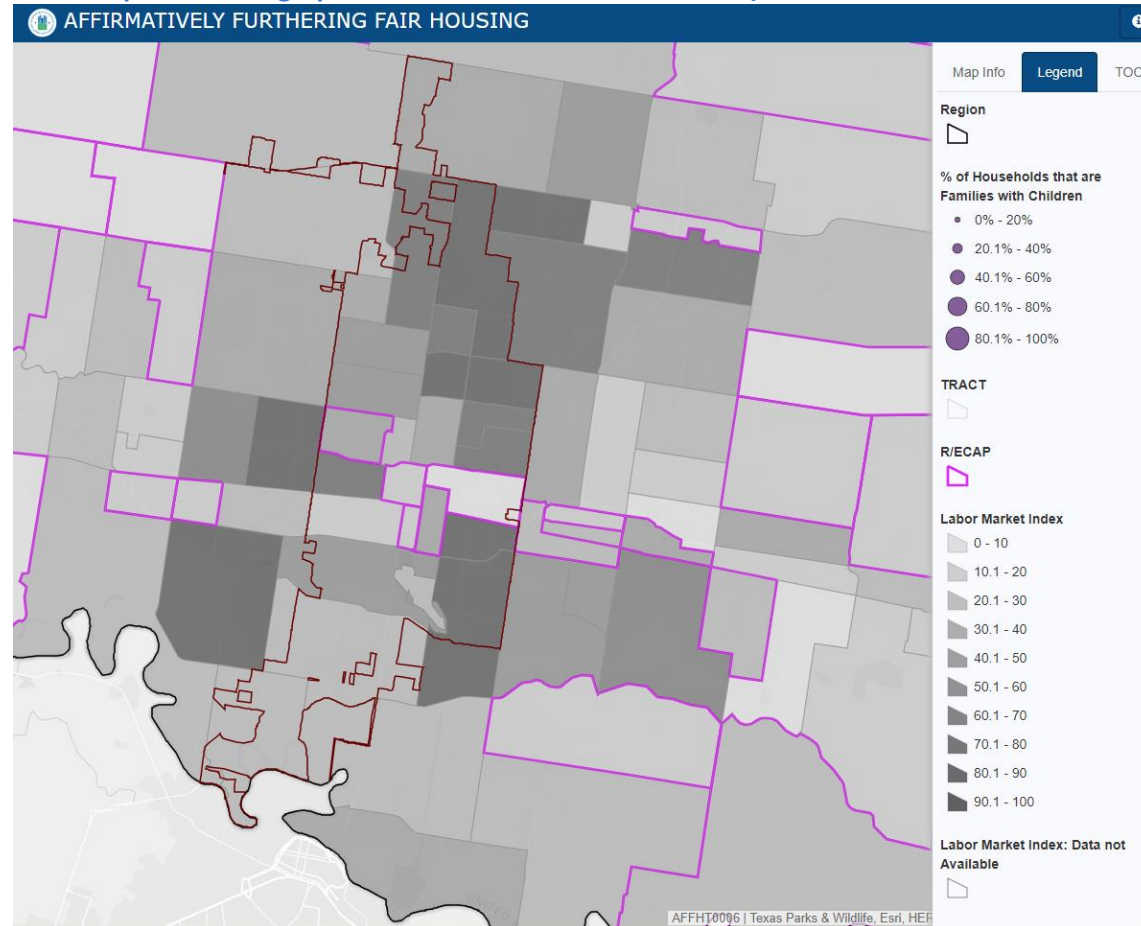 AFFIRMATIVELY FURTHERING FAIR HOUSING
Map Info
Legend
TOC
Region
% of Households that are
Families with Children
0% - 20%
20.1% - 40%
40.1% - 60%
60.1% - 80%
80.1% - 100%
TRACT
R/ECAP
Labor Market Index
0 - 10
10.1 - 20
20.1 - 30
30.1 - 40
40.1 - 50
50.1 - 60
60.1 - 70
70.1 - 80
80.1 - 90
90.1 - 100
Labor Market Index: Data not
Available
AFFHT0006 | Texas Parks & Wildlife, Esri, HER